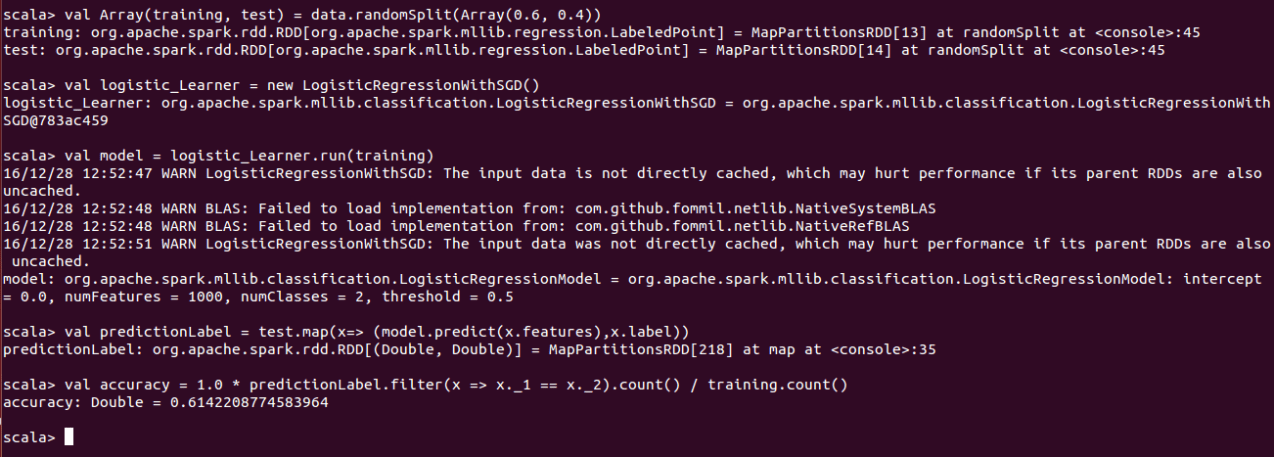 scala> val Array(training, test) = data.randomSplit(Array(0.6, 0.4))
training: org.apache.spark.rdd.RDD[org.apache.spark.mllib.regression.LabeledPoint] = MapPartitionsRDD[13] at randomSplit at <console>:45
test: org.apache.spark.rdd.RDD[org.apache.spark.mllib.regression.LabeledPoint] = MapPartitionsRDD[14] at randomSplit at <console>:45
scala> val logistic_Learner = new LogisticRegressionWithSGD()
logistic_Learner: org.apache.spark.mllib.classification.LogisticRegressionWithSGD = org.apache.spark.mllib.classification.LogisticRegressionWith
SGD@783ac459
scala> val model = logistic_Learner.run(training)
16/12/28 12:52:47 WARN LogisticRegressionWithSGD: The input data is not directly cached, which may hurt performance if its parent RDDs are also
uncached.
16/12/28 12:52:48 WARN BLAS: Failed to load implementation from: com.github.fommil.netlib.NativeSystemBLAS
16/12/28 12:52:48 WARN BLAS: Failed to load implementation from: com.github.fommil.netlib.NativeRefBLAS
16/12/28 12:52:51 WARN LogisticRegressionWithSGD: The input data was not directly cached, which may hurt performance if its parent RDDs are also
uncached.
model: org.apache.spark.mllib.classification.LogisticRegressionModel = org.apache.spark.mllib.classification.LogisticRegressionModel: intercept
= 0.0, numFeatures = 1000, numClasses = 2, threshold = 0.5
scala> val predictionLabel = test.map(x=> (model.predict(x.features),x.label))
predictionLabel: org.apache.spark.rdd.RDD[(Double, Double)] = MapPartitionsRDD[218] at map at <console>:35
scala> val accuracy = 1.0 * predictionLabel.filter(x => x._1 == x._2).count() / training.count()
accuracy: Double = 0.6142208774583964
scala>